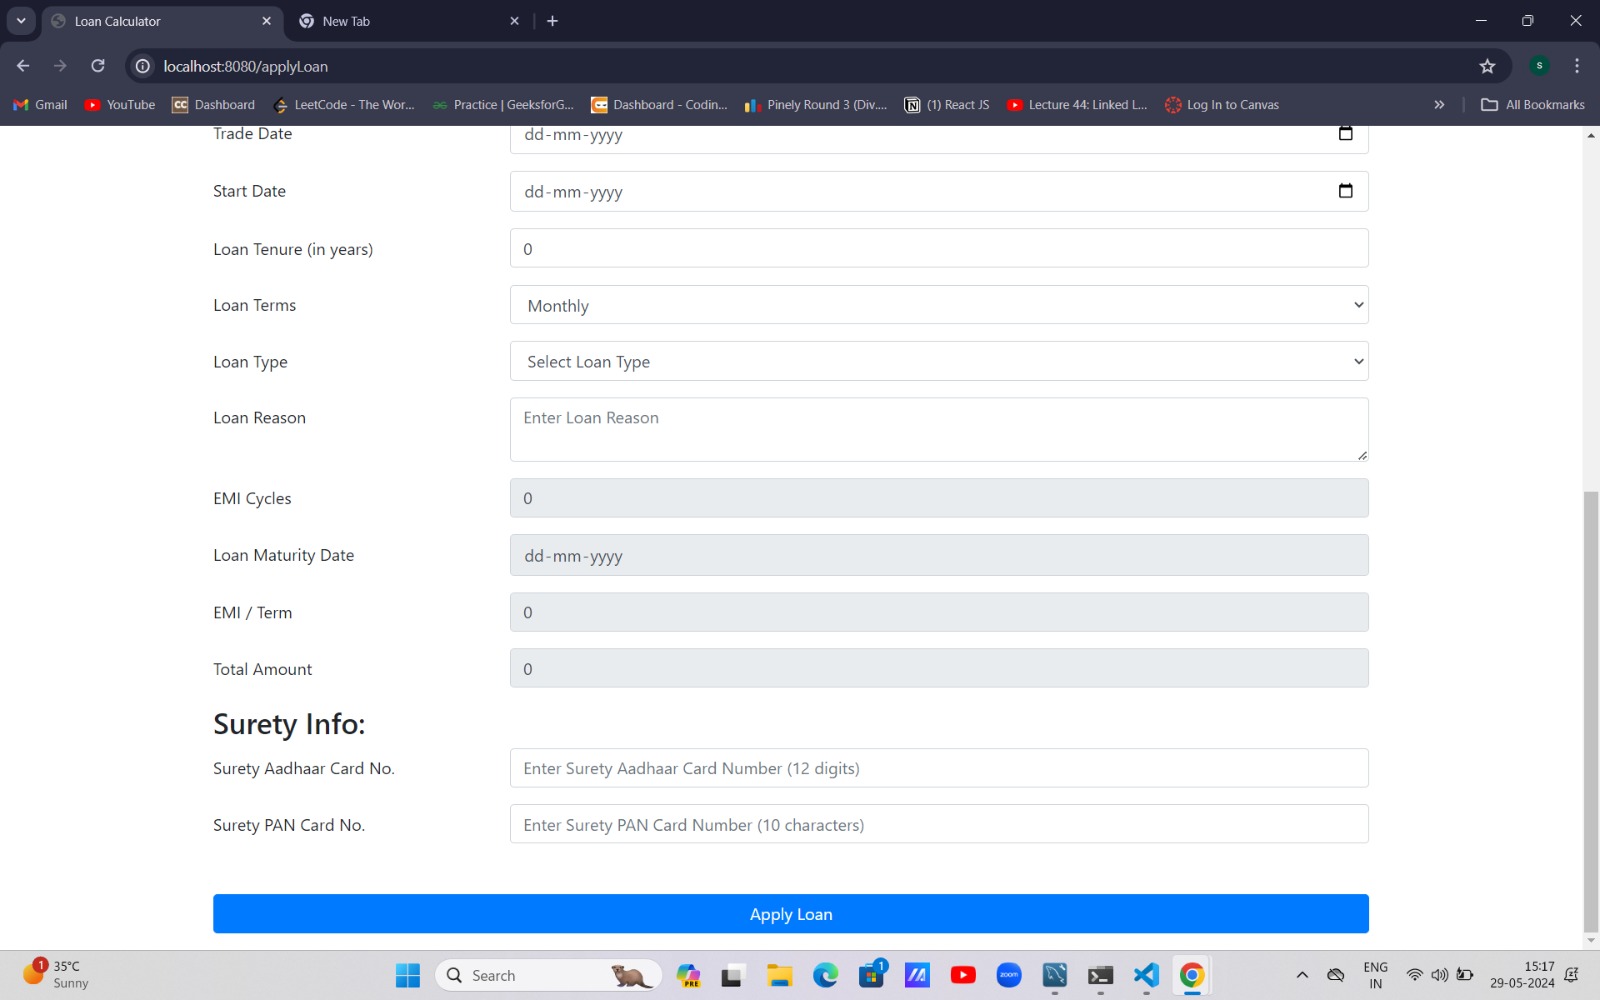 Loan Calculator
New Tab
localhost:8080/applyLoan
S
Gmail
YouTube
CC Dashboard
LeetCode - The Wor...
Practice | GeeksforG...
Dashboard - Codin...
Pinely Round 3 (Div....
(1) React JS
Lecture 44: Linked L...
Log In to Canvas
All Bookmarks
Trade Date
dd-mm-yyyy
Start Date
dd-mm-yyyy
Loan Tenure (in years)
0
Loan Terms
Monthly
Loan Type
Select Loan Type
Loan Reason
Enter Loan Reason
EMI Cycles
0
Loan Maturity Date
dd-mm-yyyy
EMI / Term
0
Total Amount
0
Surety Info:
Surety Aadhaar Card No.
Enter Surety Aadhaar Card Number (12 digits)
Surety PAN Card No.
Enter Surety PAN Card Number (10 characters)
Apply Loan
1
35°C
Sunny
Search
PRE
1
zoom
ENG
IN
15:17
29-05-2024